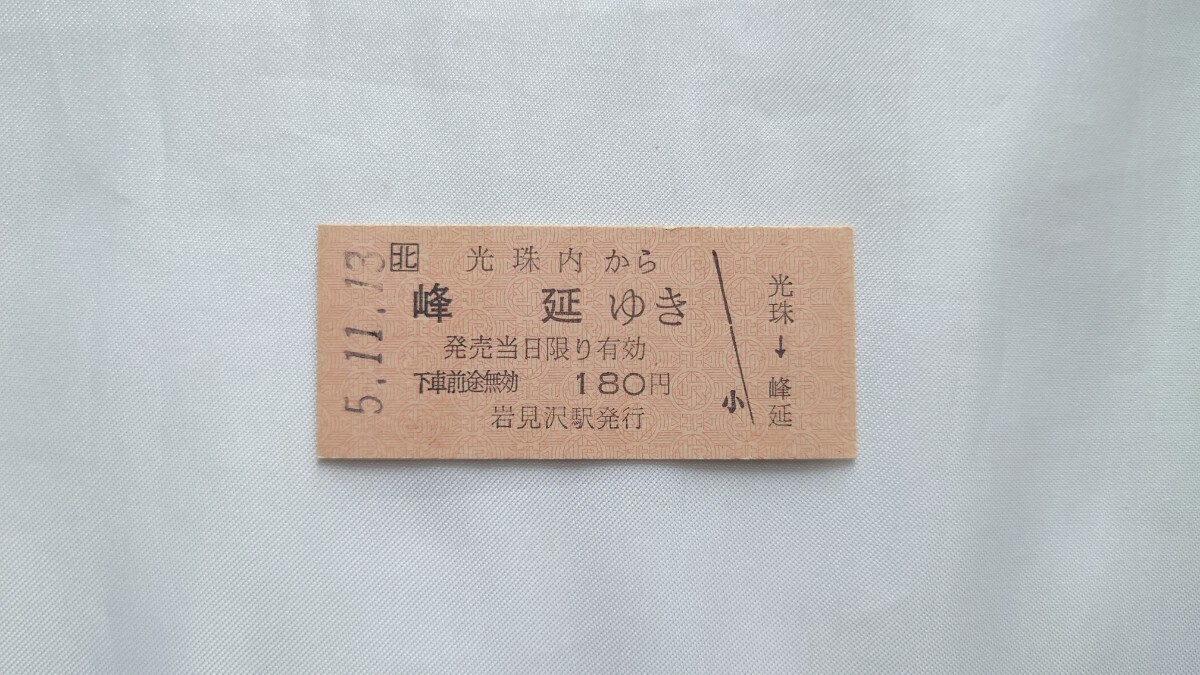 5.11.13
北 光珠内から
峰延ゆき
発売当日限り有効
下車前途無効 180円
岩見沢駅発行
小
光珠→峰延